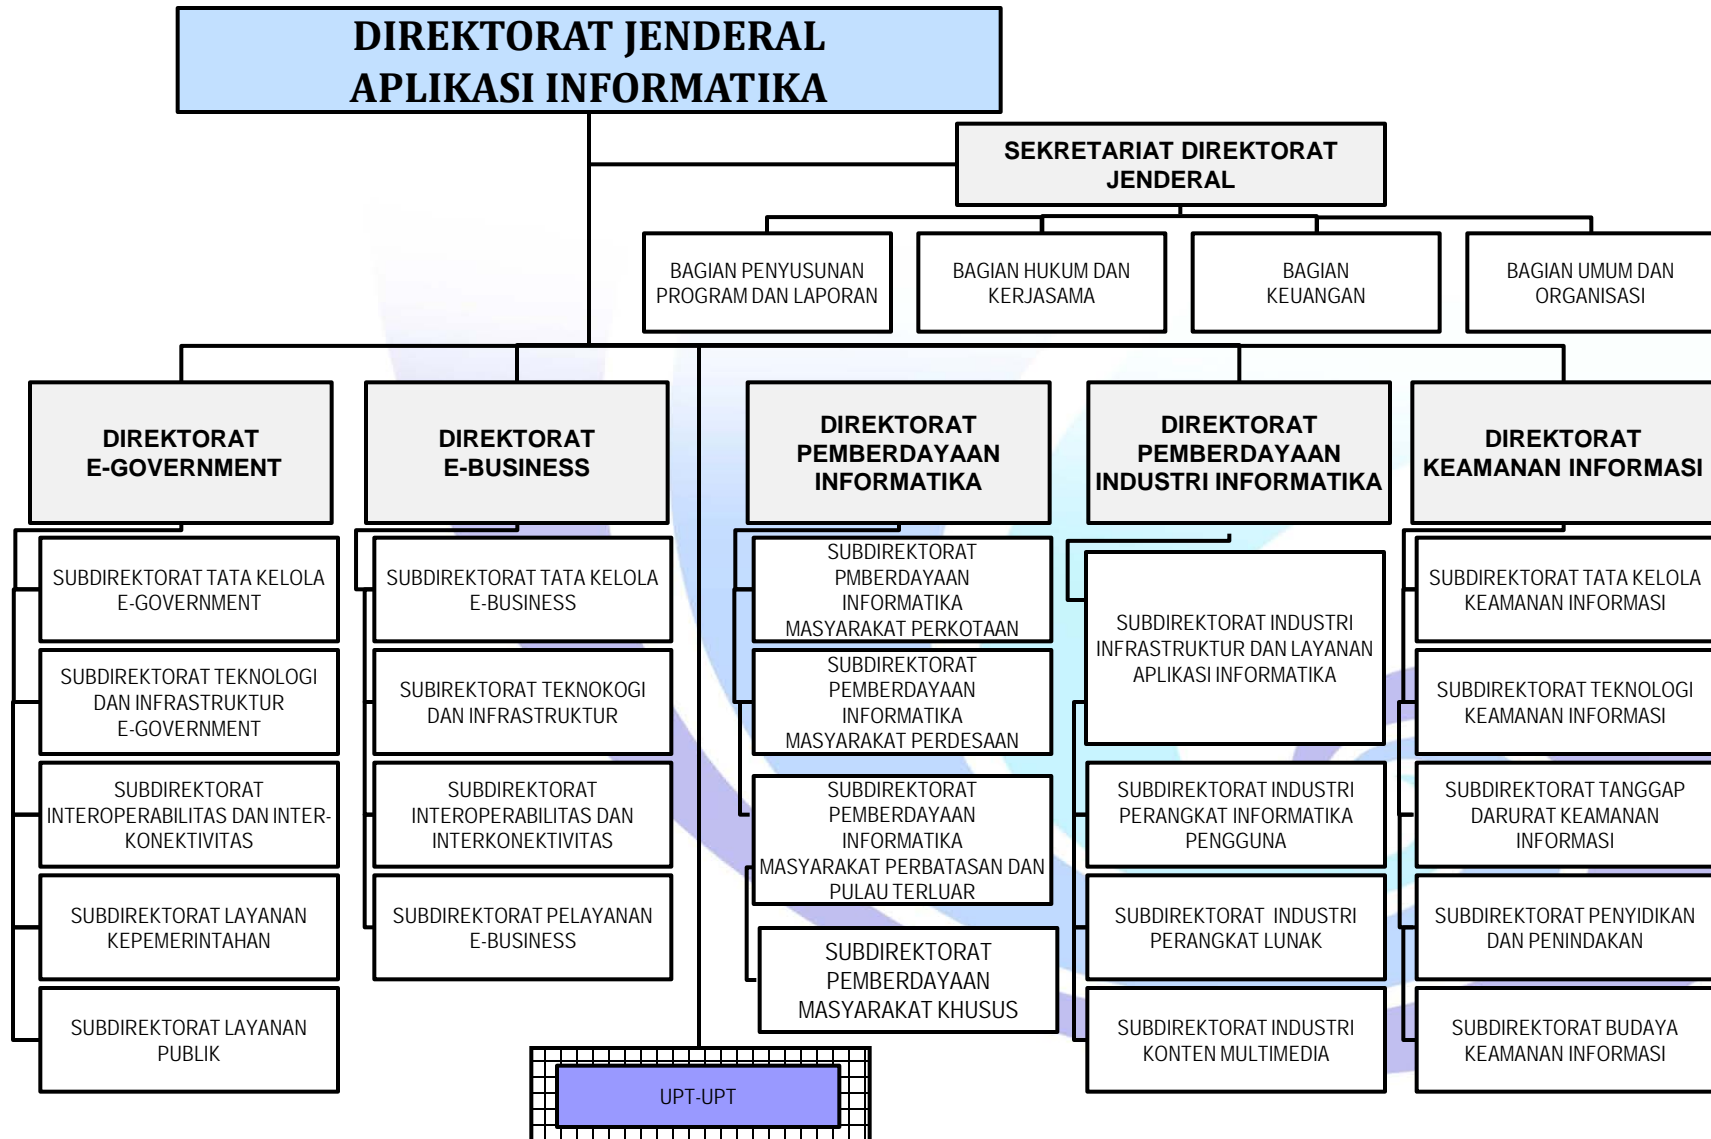 DIREKTORAT JENDERAL
APLIKASI INFORMATIKA
SEKRETARIAT DIREKTORAT
JENDERAL
BAGIAN PENYUSUNAN
PROGRAM DAN LAPORAN
BAGIAN HUKUM DAN
KERJASAMA
BAGIAN
KEUANGAN
BAGIAN UMUM DAN
ORGANISASI
DIREKTORAT
E-GOVERNMENT
DIREKTORAT
E-BUSINESS
DIREKTORAT
PEMBERDAYAAN
INFORMATIKA
DIREKTORAT
PEMBERDAYAAN
INDUSTRI INFORMATIKA
DIREKTORAT
KEAMANAN INFORMASI
SUBDIREKTORAT TATA KELOLA
E-GOVERNMENT
SUBDIREKTORAT TEKNOLOGI
DAN INFRASTRUKTUR
E-GOVERNMENT
SUBDIREKTORAT
INTEROPERABILITAS DAN INTER-
KONEKTIVITAS
SUBDIREKTORAT LAYANAN
KEPEMERINTAHAN
SUBDIREKTORAT LAYANAN
PUBLIK
SUBDIREKTORAT TATA KELOLA
E-BUSINESS
SUBIREKTORAT TEKNOKOGI
DAN INFRASTRUKTUR
SUBDIREKTORAT
INTEROPERABILITAS DAN
INTERKONEKTIVITAS
SUBDIREKTORAT PELAYANAN
E-BUSINESS
SUBDIREKTORAT
PMBERDAYAAN
INFORMATIKA
MASYARAKAT PERKOTAAN
SUBDIREKTORAT
PEMBERDAYAAN
INFORMATIKA
MASYARAKAT PERDESAAN
SUBDIREKTORAT
PEMBERDAYAAN
INFORMATIKA
MASYARAKAT PERBATASAN DAN
PULAU TERLUAR
SUBDIREKTORAT
PEMBERDAYAAN
MASYARAKAT KHUSUS
SUBDIREKTORAT INDUSTRI
INFRASTRUKTUR DAN LAYANAN
APLIKASI INFORMATIKA
SUBDIREKTORAT INDUSTRI
PERANGKAT INFORMATIKA
PENGGUNA
SUBDIREKTORAT INDUSTRI
PERANGKAT LUNAK
SUBDIREKTORAT INDUSTRI
KONTEN MULTIMEDIA
SUBDIREKTORAT TATA KELOLA
KEAMANAN INFORMASI
SUBDIREKTORAT TEKNOLOGI
KEAMANAN INFORMASI
SUBDIREKTORAT TANGGAP
DARURAT KEAMANAN
INFORMASI
SUBDIREKTORAT PENYIDIKAN
DAN PENINDAKAN
SUBDIREKTORAT BUDAYA
KEAMANAN INFORMASI
UPT-UPT